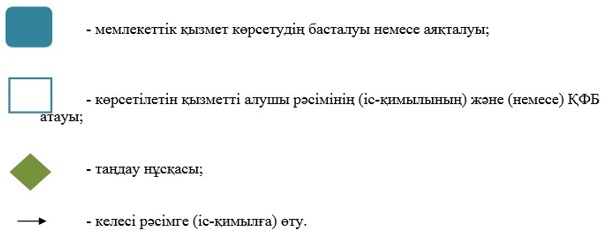 - мемлекеттік қызмет көрсетудің басталуы немесе аяқталуы;
- көрсетілетін қызметті алушы рәсімінің (іс-қимылының) және (немесе) ҚФБ
атауы;
- таңдау нұсқасы;
- келесі рәсімге (іс-қимылға) өту.